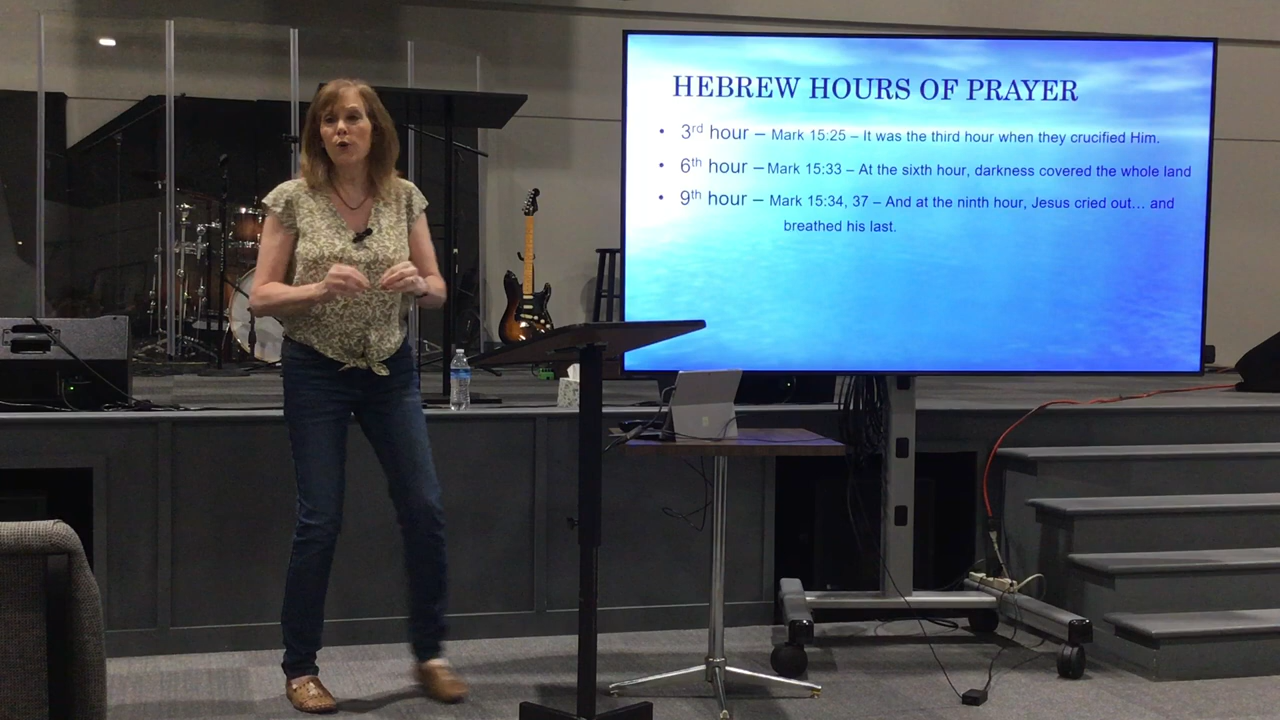 HEBREW HOURS OF PRAYER
• 3rd hour – Mark 15:25 – It was the third hour when they crucified Him.
• 6th hour – Mark 15:33 – At the sixth hour, darkness covered the whole land
• 9th hour – Mark 15:34, 37 – And at the ninth hour, Jesus cried out… and
breathed his last.